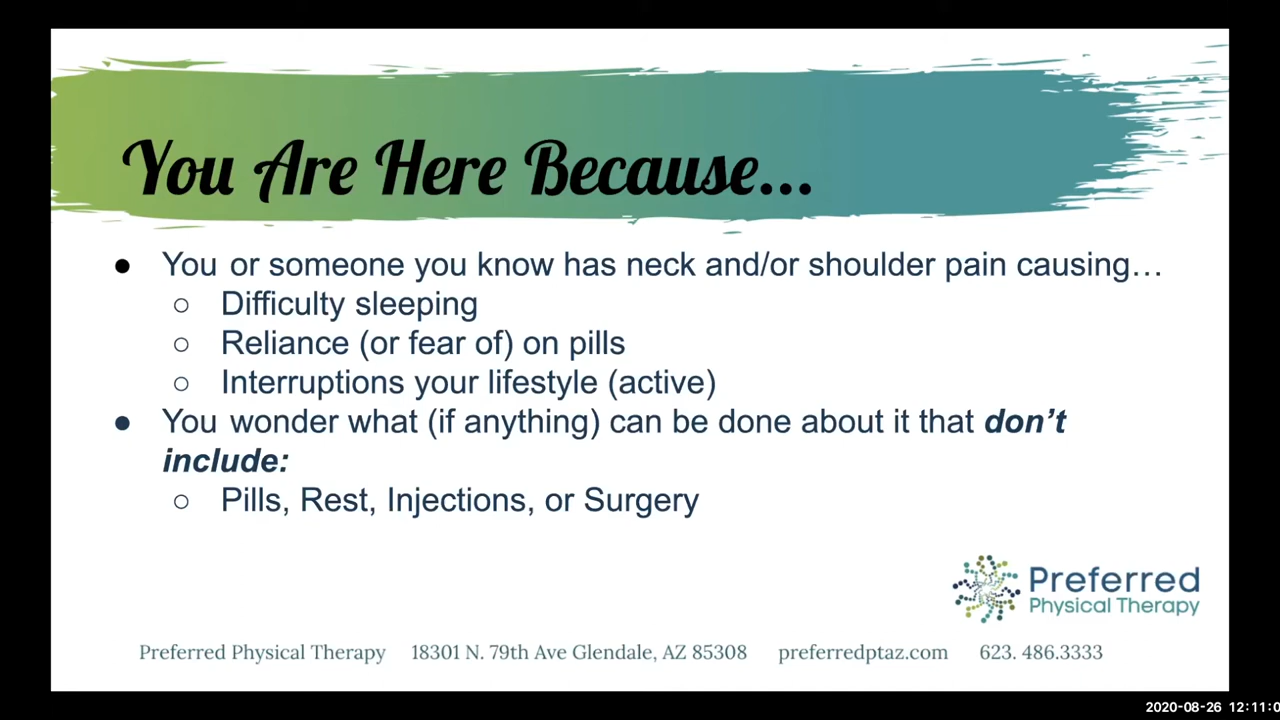 You Are Here Because...
● You or someone you know has neck and/or shoulder pain causing…
○ Difficulty sleeping
○ Reliance (or fear of) on pills
○ Interruptions your lifestyle (active)
● You wonder what (if anything) can be done about it that don’t
include:
○ Pills, Rest, Injections, or Surgery
Preferred
Physical Therapy
Preferred Physical Therapy 18301 N. 79th Ave Glendale, AZ 85308 preferredptaz.com 623. 486.3333
2020-08-26 12:11:0